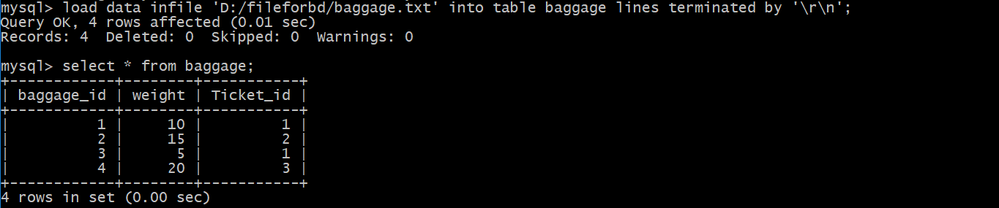 mysql> load data infile 'D:/fileforbd/baggage.txt' into table baggage lines terminated by '\r\n';
Query OK, 4 rows affected (0.01 sec)
Records: 4  Deleted: 0  Skipped: 0  Warnings: 0

mysql> select * from baggage;
+------------+--------+-----------+
| baggage_id | weight | Ticket_id |
+------------+--------+-----------+
|          1 |     10 |         1 |
|          2 |     15 |         2 |
|          3 |      5 |         1 |
|          4 |     20 |         3 |
+------------+--------+-----------+
4 rows in set (0.00 sec)